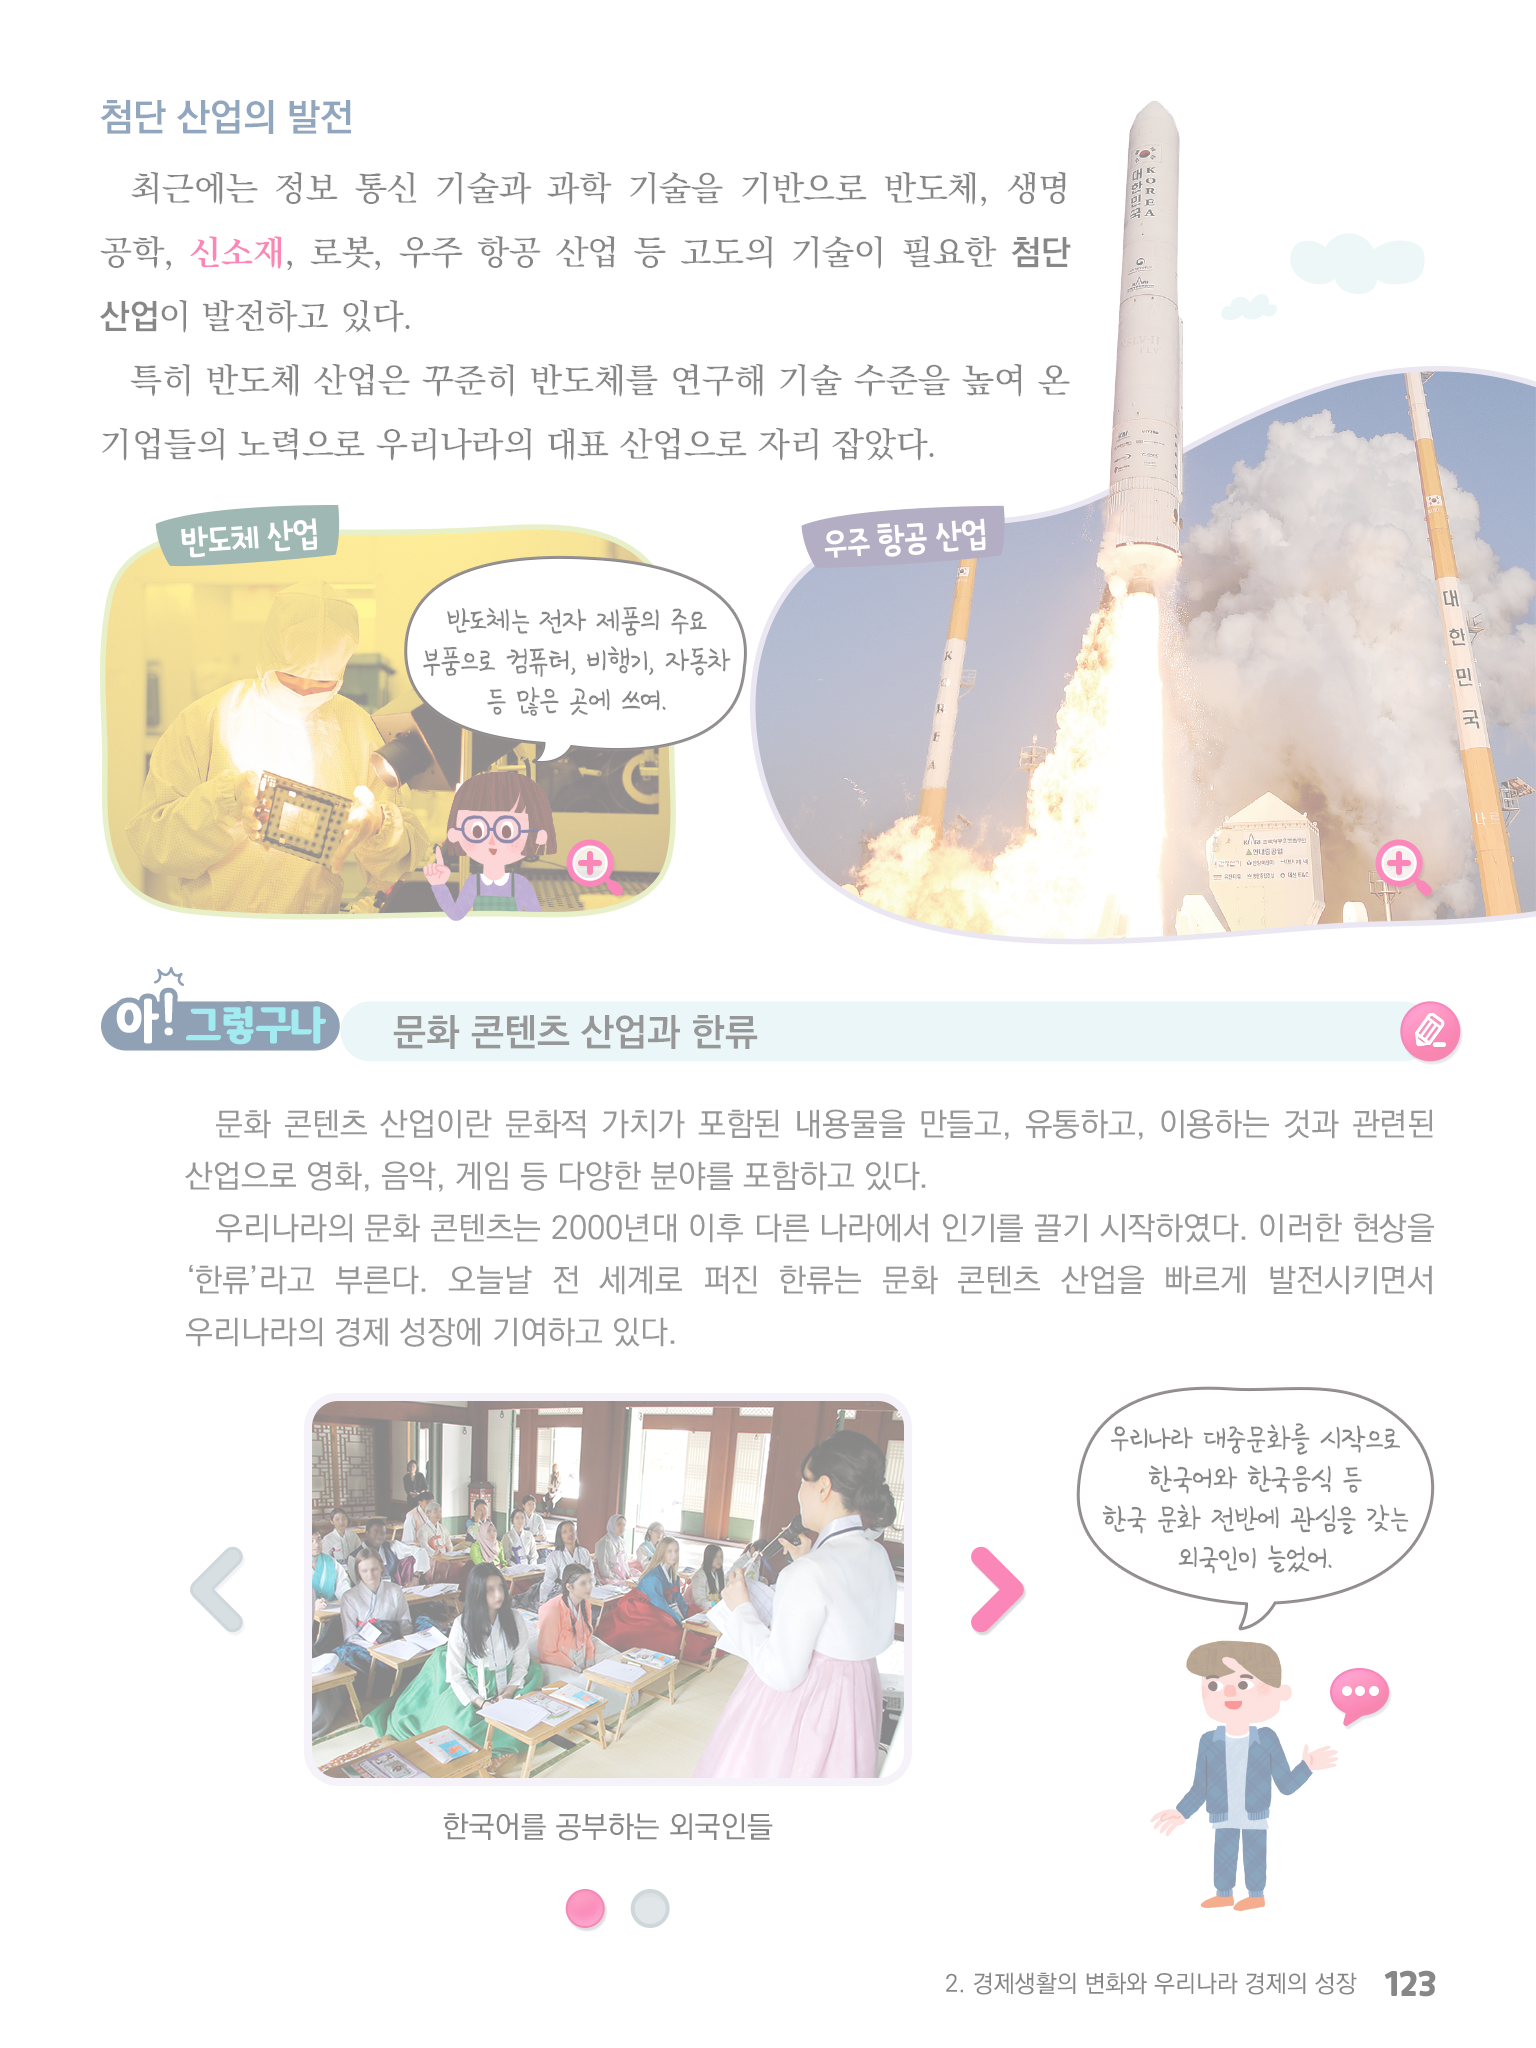 첨단 산업의 발전
최근에는 정보 통신 기술과 과학 기술을 기반으로 반도체, 생명
공학, 신소재, 로봇, 우주 항공 산업 등 고도의 기술이 필요한 첨단
산업이 발전하고 있다.
특히 반도체 산업은 꾸준히 반도체를 연구해 기술 수준을 높여 온
기업들의 노력으로 우리나라의 대표 산업으로 자리 잡았다.
대한민국
KOREA
반도체 산업
반도체는 전자 제품의 주요
부품으로 컴퓨터, 비행기, 자동차
등 많은 곳에 쓰여.
우주 항공 산업
KOREA
대한민국
아! 그렇구나
문화 콘텐츠 산업과 한류
문화 콘텐츠 산업이란 문화적 가치가 포함된 내용물을 만들고, 유통하고, 이용하는 것과 관련된
산업으로 영화, 음악, 게임 등 다양한 분야를 포함하고 있다.
우리나라의 문화 콘텐츠는 2000년대 이후 다른 나라에서 인기를 끌기 시작하였다. 이러한 현상을
‘한류’라고 부른다. 오늘날 전 세계로 퍼진 한류는 문화 콘텐츠 산업을 빠르게 발전시키면서
우리나라의 경제 성장에 기여하고 있다.
우리나라 대중문화를 시작으로
한국어와 한국음식 등
한국 문화 전반에 관심을 갖는
외국인이 늘었어.
한국어를 공부하는 외국인들
2. 경제생활의 변화와 우리나라 경제의 성장 123